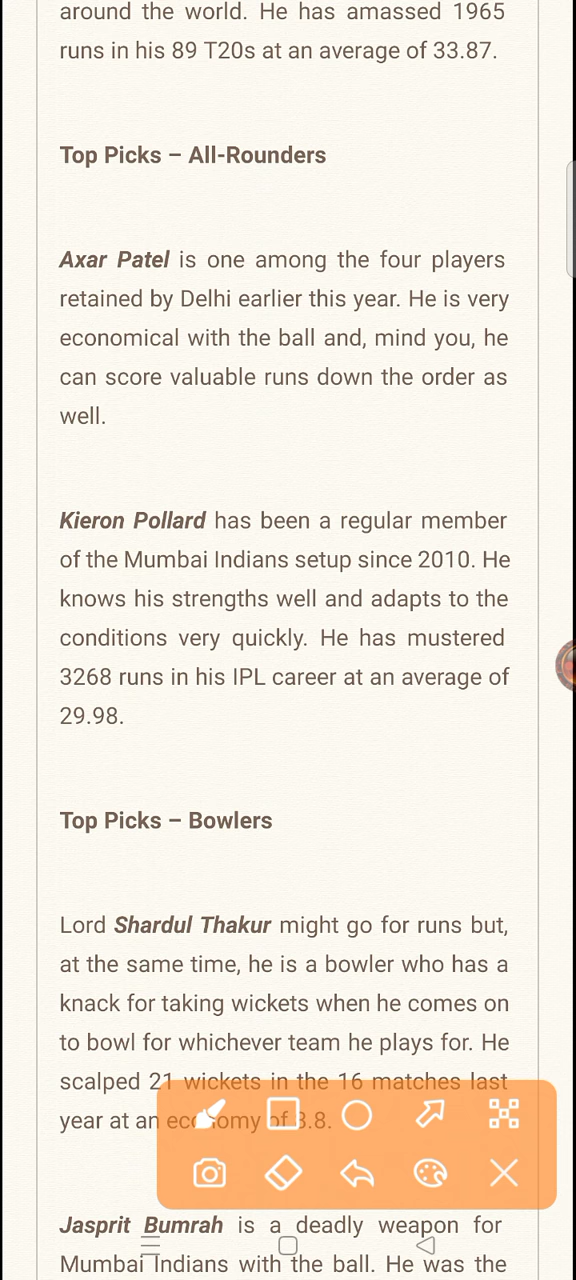 around the world. He has amassed 1965
runs in his 89 T20s at an average of 33.87.
Top Picks – All-Rounders
Axar Patel is one among the four players
retained by Delhi earlier this year. He is very
economical with the ball and, mind you, he
can score valuable runs down the order as
well.
Kieron Pollard has been a regular member
of the Mumbai Indians setup since 2010. He
knows his strengths well and adapts to the
conditions very quickly. He has mustered
3268 runs in his IPL career at an average of
29.98.
Top Picks – Bowlers
Lord Shardul Thakur might go for runs but,
at the same time, he is a bowler who has a
knack for taking wickets when he comes on
to bowl for whichever team he plays for. He
scalped 21 wickets in the 16 matches last
year at an economy of 8.8.
Jasprit Bumrah is a deadly weapon for
Mumbai Indians with the ball. He was the